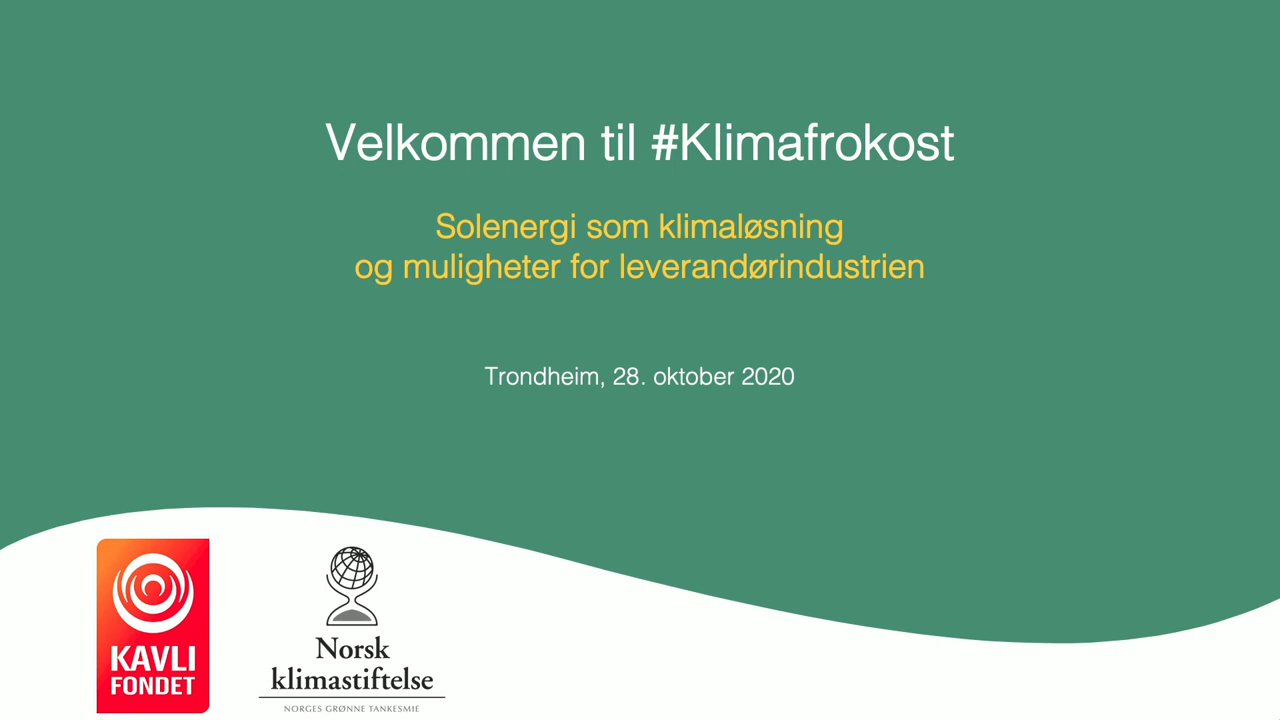 Velkommen til #Klimafrokost
Solenergi som klimaløsning
og muligheter for leverandørindustrien
Trondheim, 28. oktober 2020
KAVLI
FONDET
Norsk
klimastiftelse
NORGES GRØNNE TANKESMIE